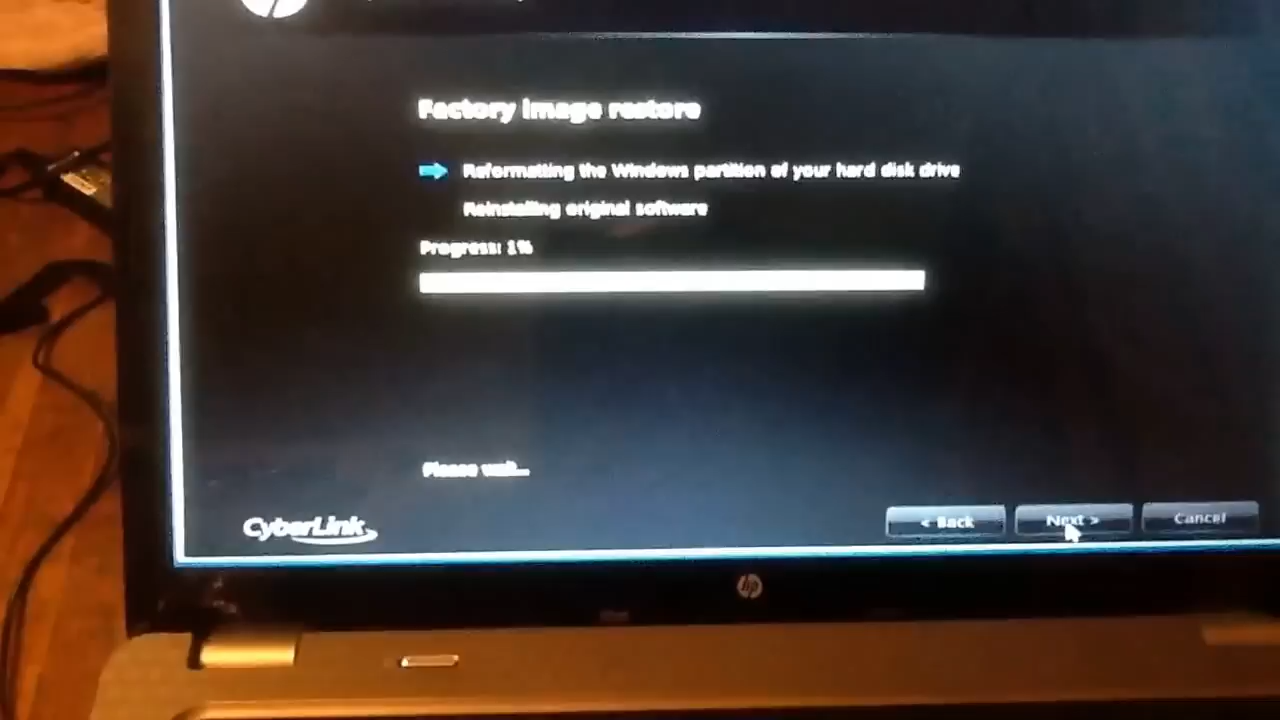 Factory image restore
Reformatting the Windows partition of your hard disk drive
Reinstalling original software
Progress: 1%
Please wait...
CyberLink
< Back
Next >
Cancel
hp